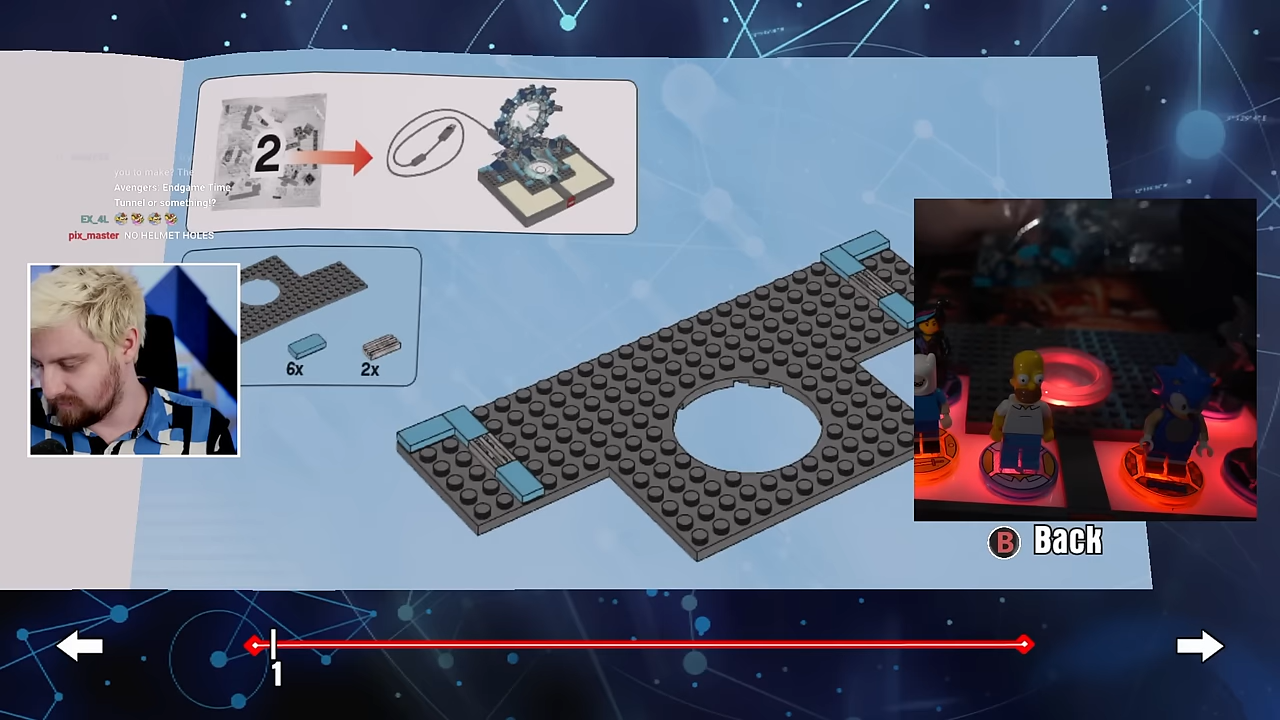 2
you to make? The
Avengers: Endgame Time
Tunnel or something!?
EX_4L
pix_master NO HELMET HOLES
6x
2x
B Back
1